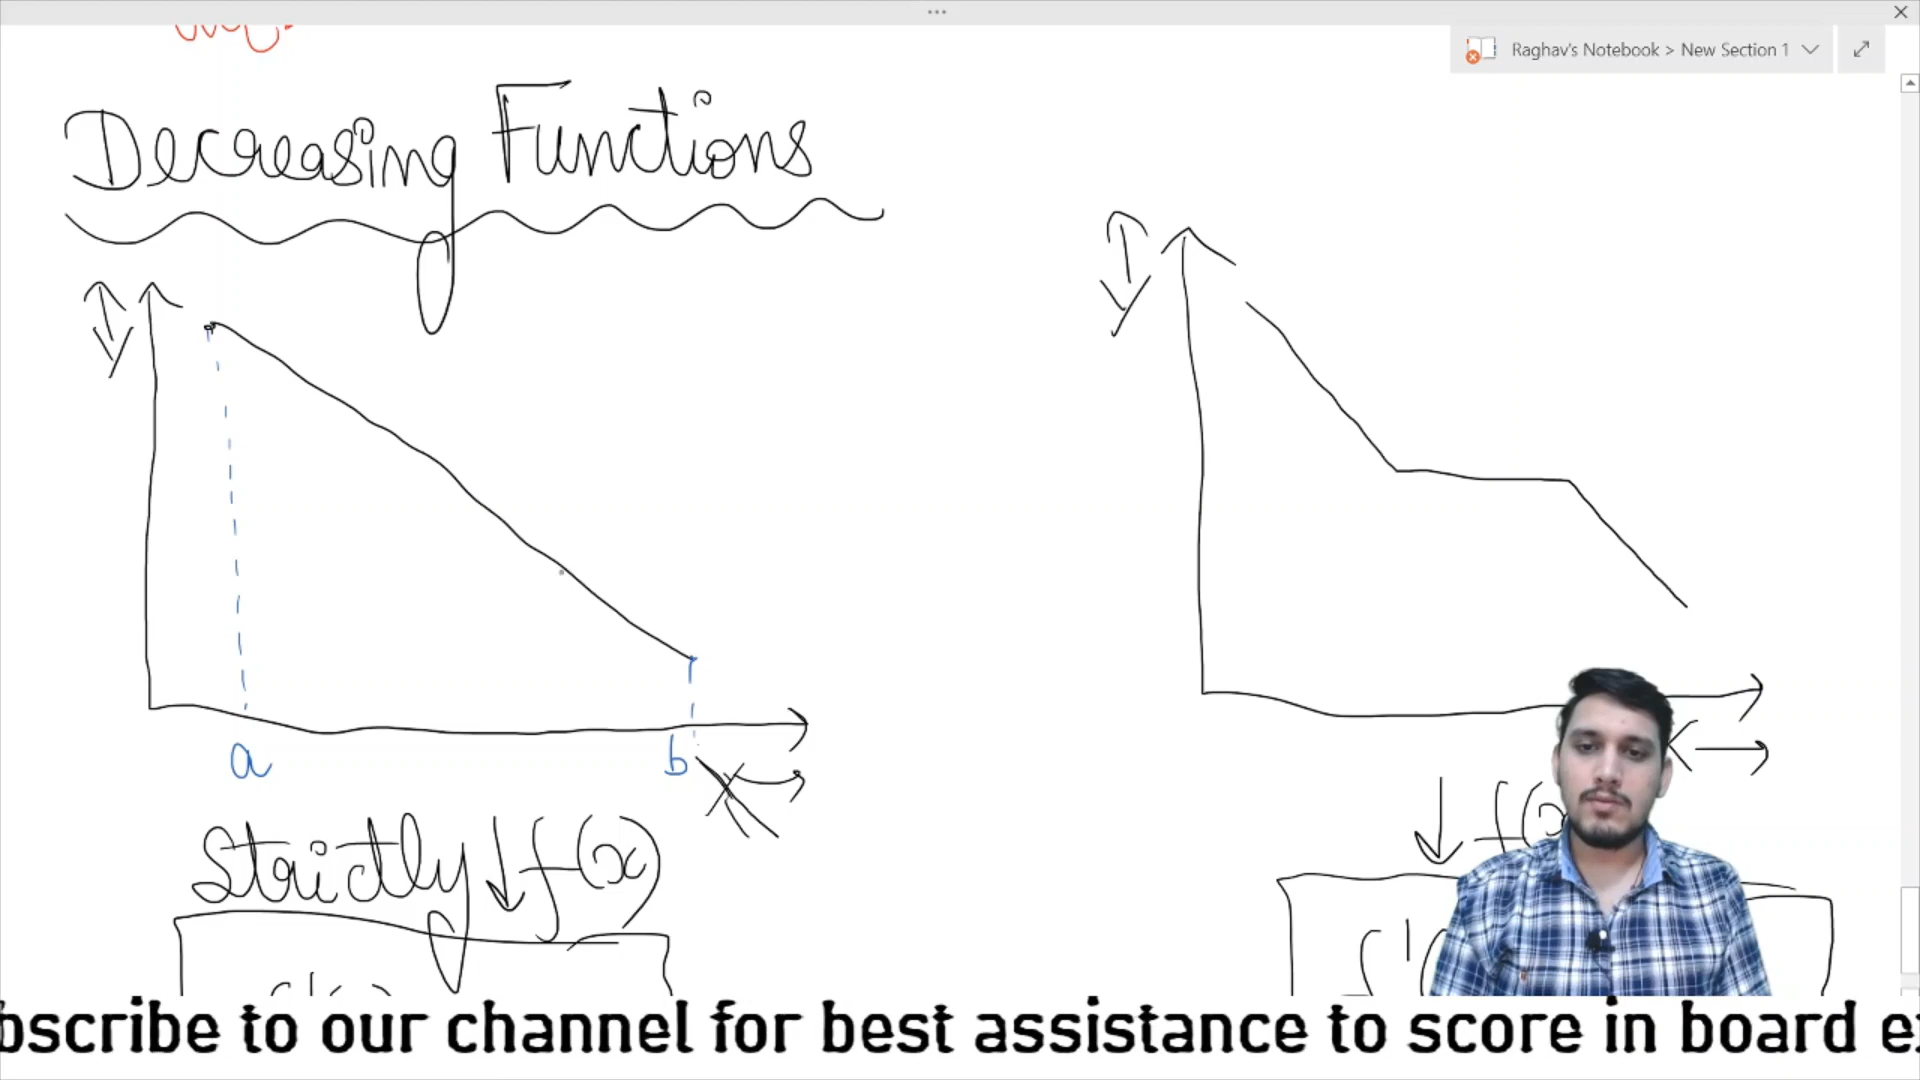 Raghav's Notebook > New Section 1
Decreasing Functions
Y
Y
a
b
X
Strictly ↓ f(x)
↓ f(x
bscribe to our channel for best assistance to score in board e